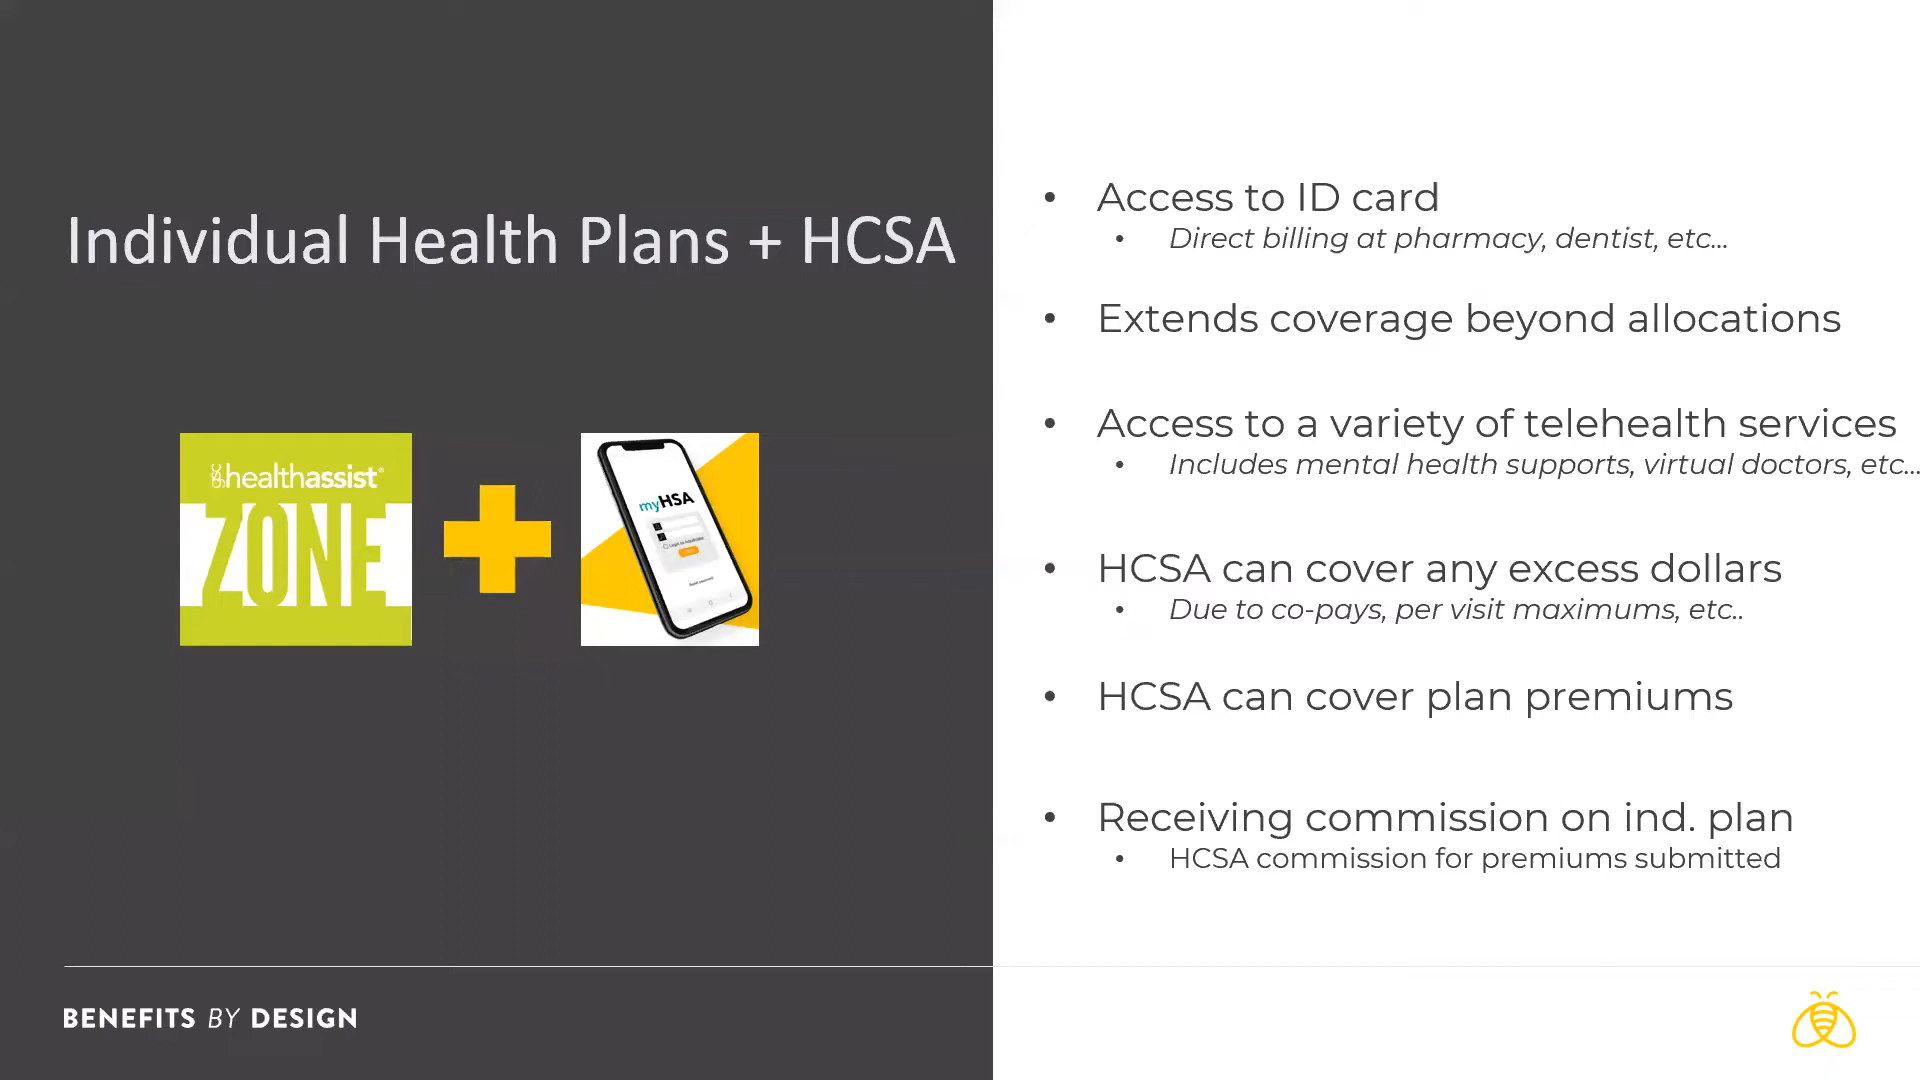 Individual Health Plans + HCSA
gsc healthassist®
ZONE
myHSA
BENEFITS BY DESIGN
• Access to ID card
• Direct billing at pharmacy, dentist, etc...
• Extends coverage beyond allocations
• Access to a variety of telehealth services
• Includes mental health supports, virtual doctors, etc...
• HCSA can cover any excess dollars
• Due to co-pays, per visit maximums, etc..
• HCSA can cover plan premiums
• Receiving commission on ind. plan
• HCSA commission for premiums submitted